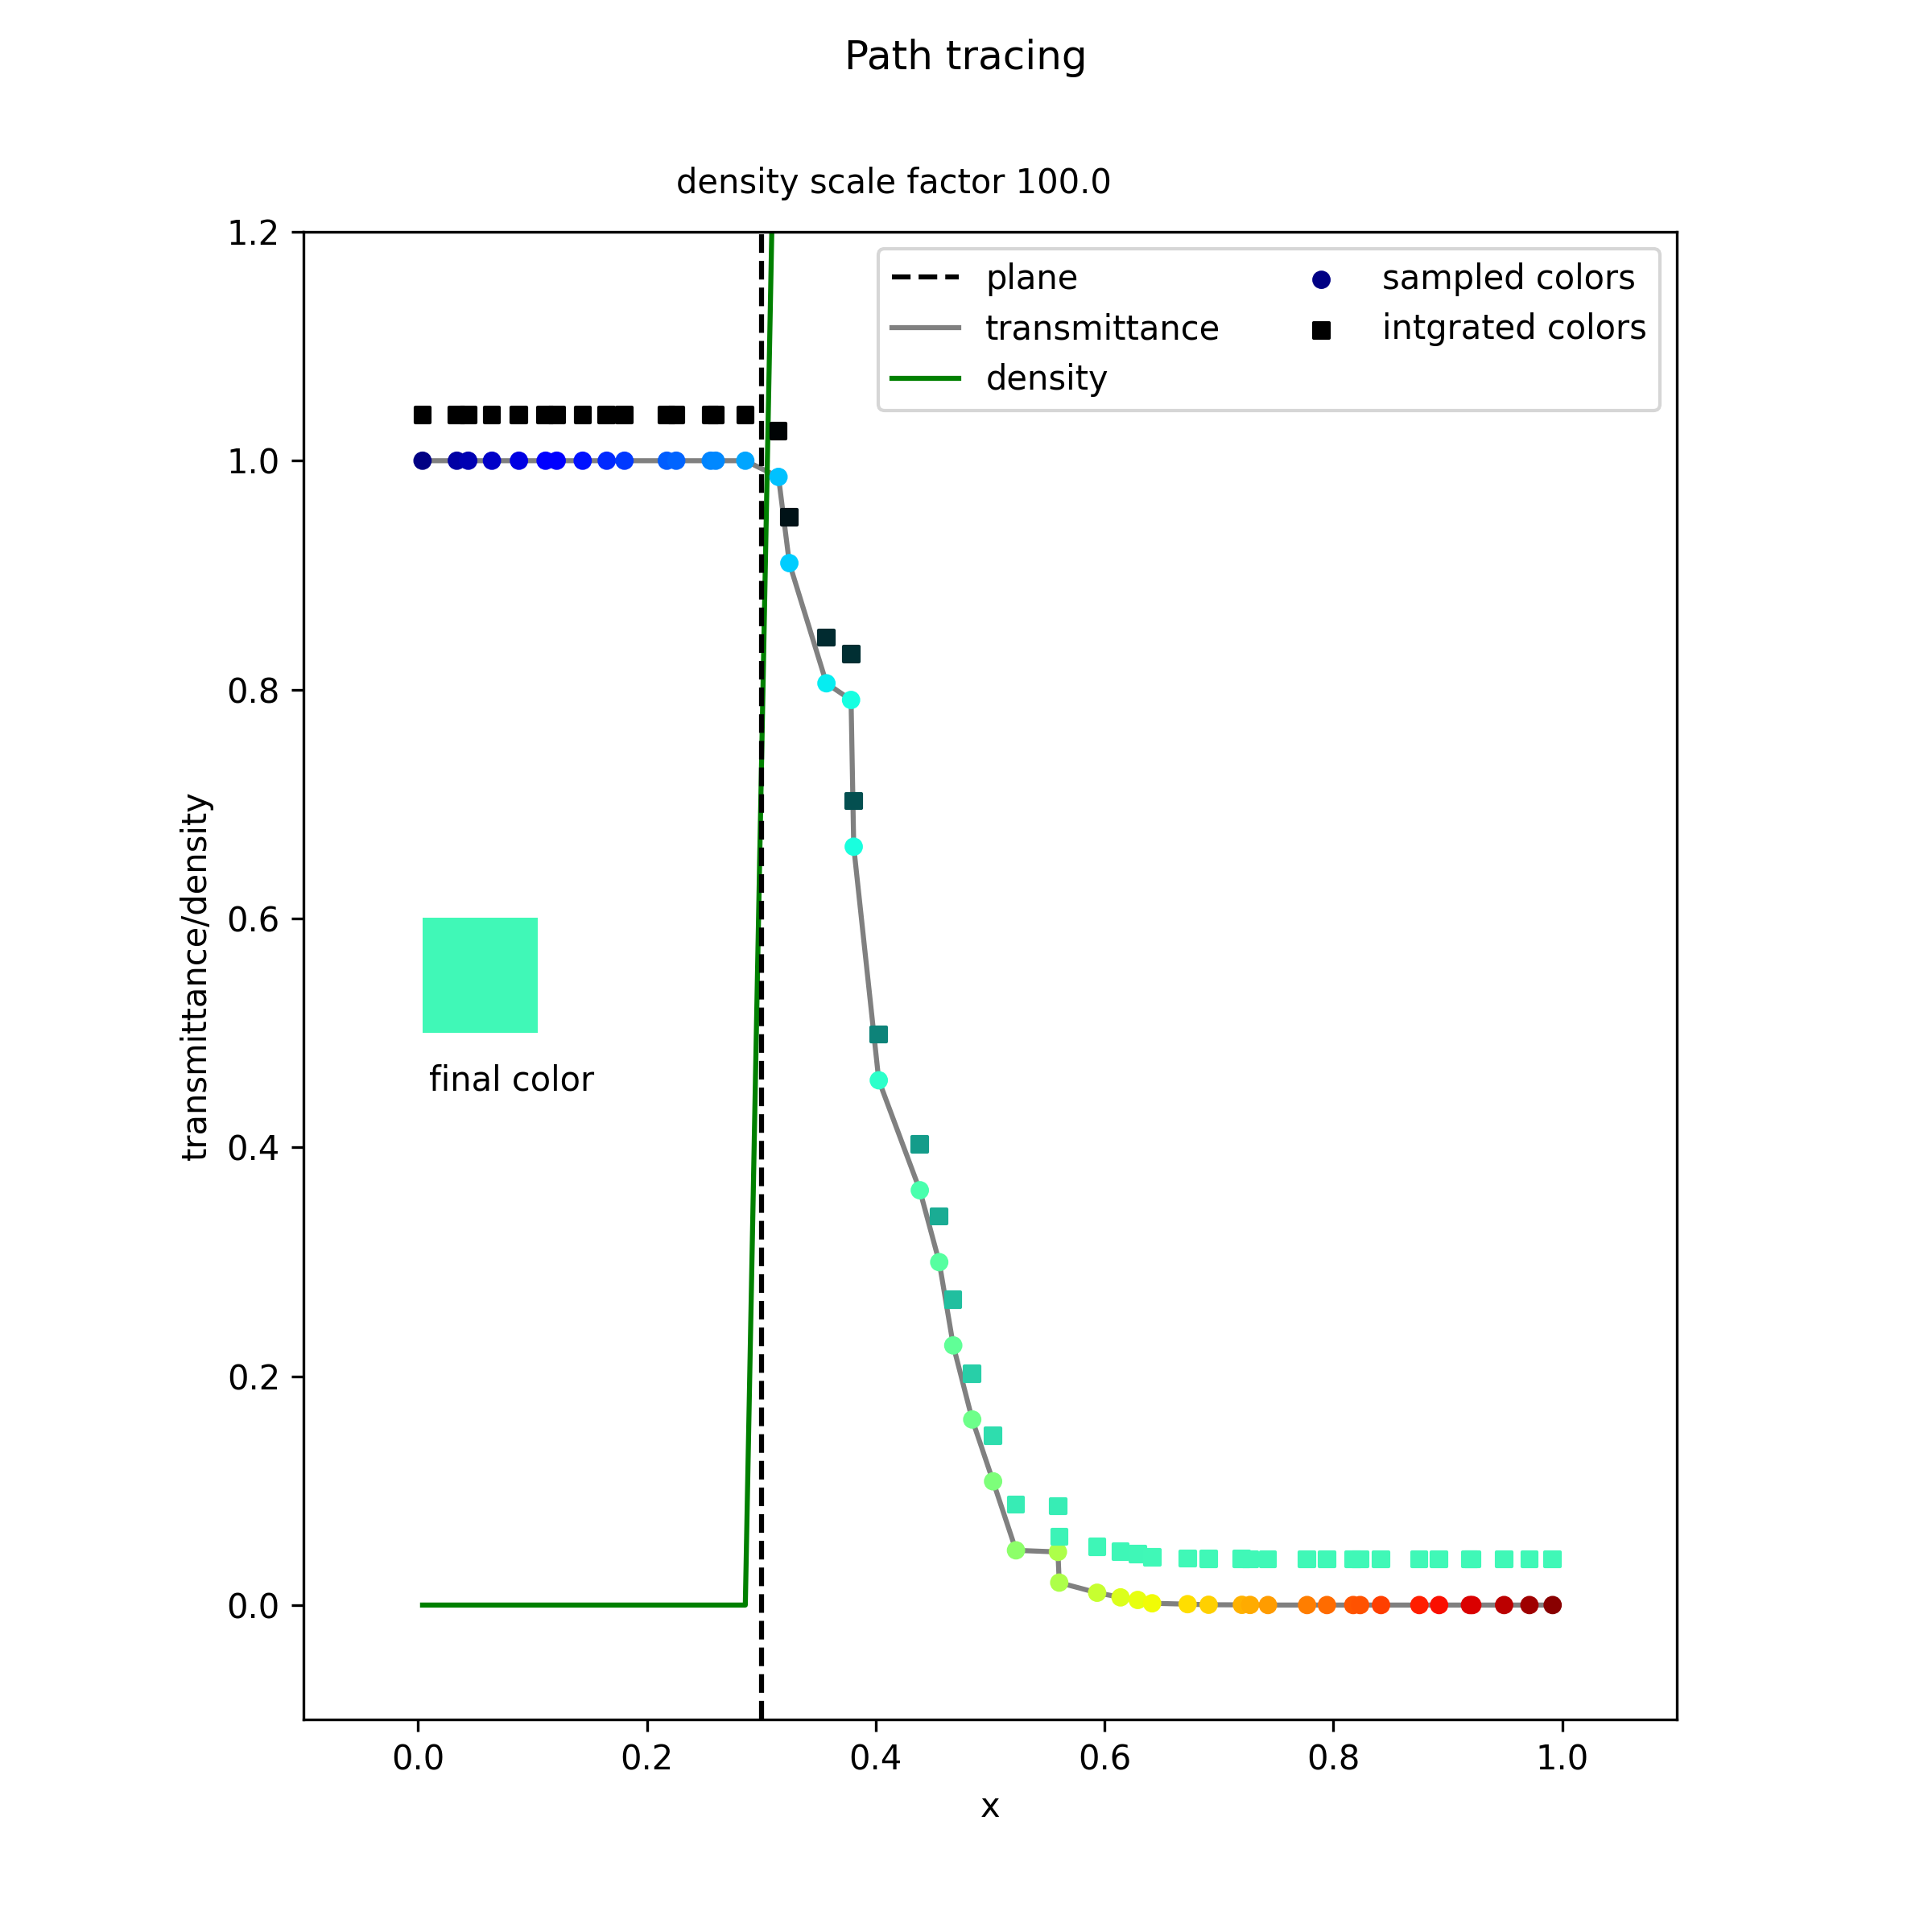 Path tracing
density scale factor 100.0
plane
transmittance
density
sampled colors
intgrated colors
1.2
1.0
0.8
0.6
0.4
0.2
0.0
transmittance/density
final color
0.0 0.2 0.4 0.6 0.8 1.0
x